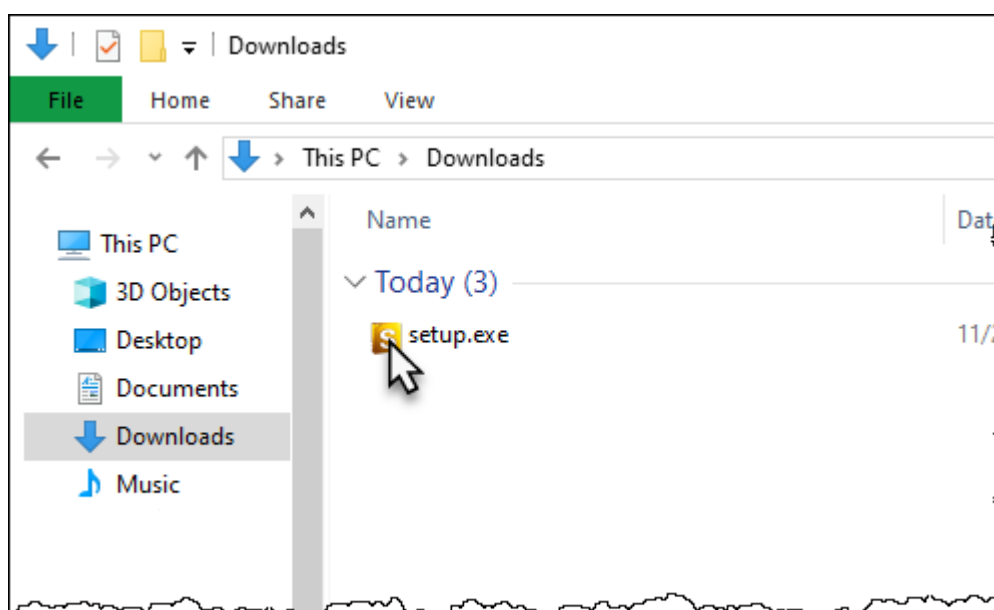 Downloads
File Home Share View
This PC > Downloads
Name
This PC
Today (3)
3D Objects
setup.exe 11/
Desktop
Documents
Downloads
Music